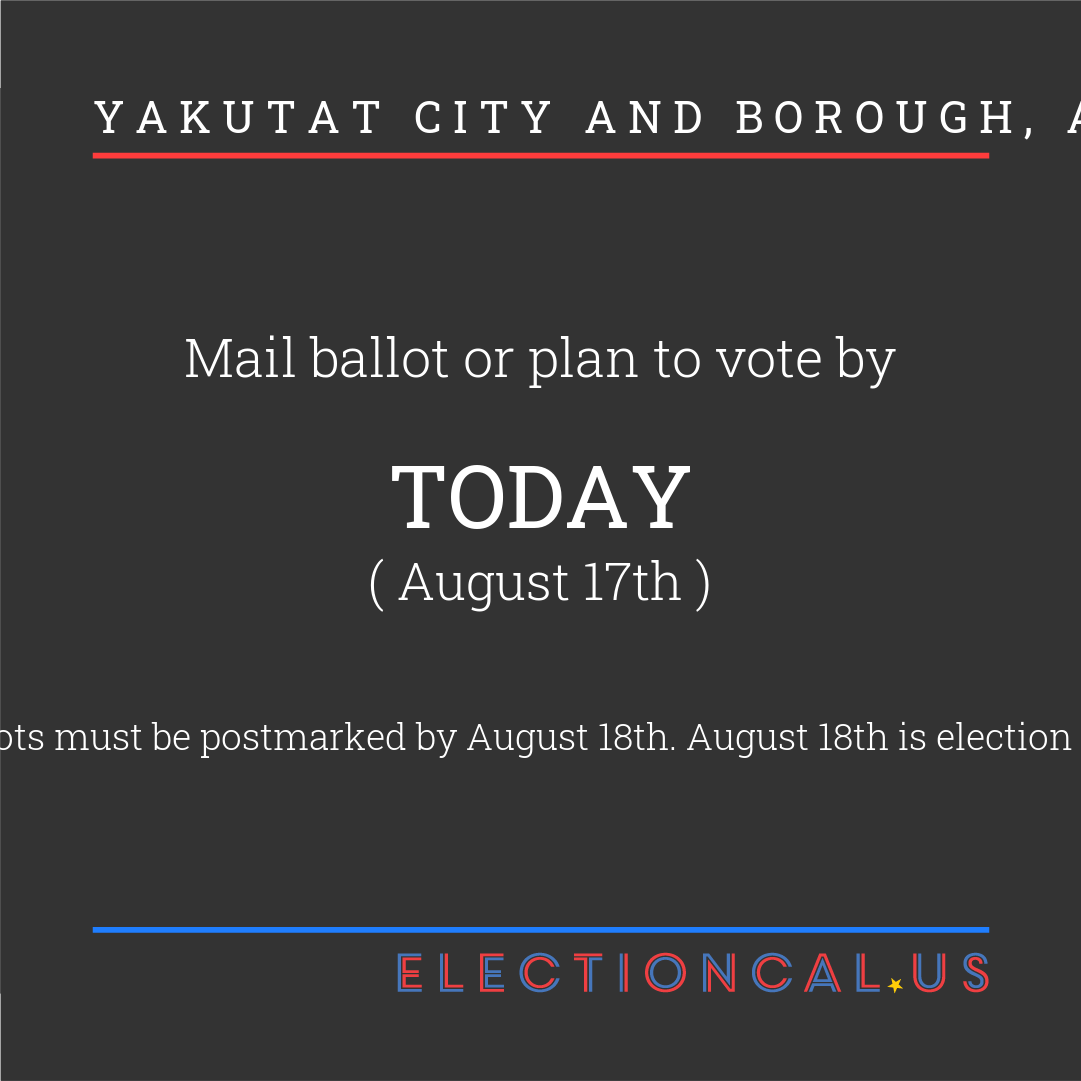 YAKUTAT CITY AND BOROUGH,
Mail ballot or plan to vote by
TODAY
( August 17th )
must be postmarked by August 18th. August 18th is election
ELECTIONCAL.US